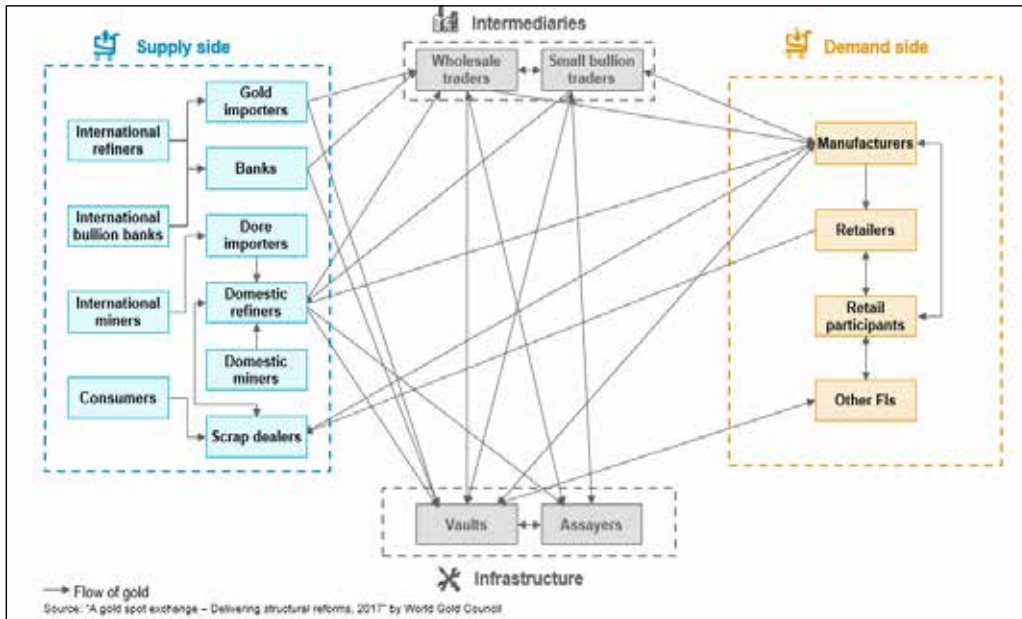 Supply side
International
refiners
International
bullion banks
International
miners
Consumers
Gold
importers
Banks
Dore
importers
Domestic
refiners
Domestic
miners
Scrap dealers
Intermediaries
Wholesale
traders
Small bullion
traders
Demand side
Manufacturers
Retailers
Retail
participants
Other FIs
Vaults
Assayers
Infrastructure
Flow of gold
Source: "A gold spot exchange – Delivering structural reforms, 2017" by World Gold Council